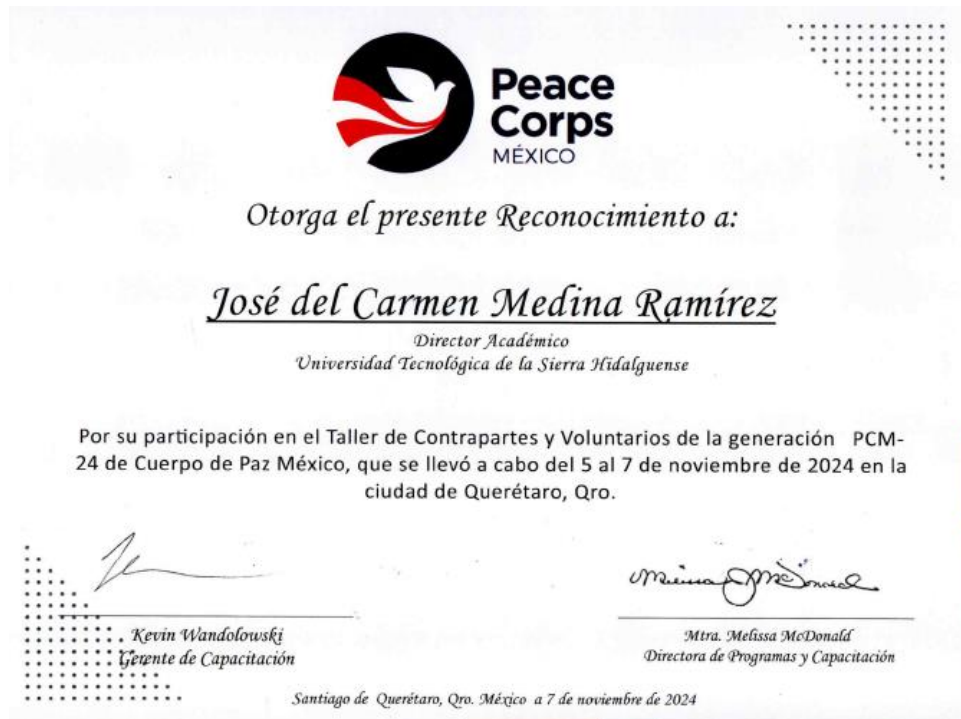 Peace
Corps
MÉXICO
Otorga el presente Reconocimiento a:
José del Carmen Medina Ramírez
Director Académico
Universidad Tecnológica de la Sierra Hidalguense
Por su participación en el Taller de Contrapartes y Voluntarios de la generación PCM-
24 de Cuerpo de Paz México, que se llevó a cabo del 5 al 7 de noviembre de 2024 en la
ciudad de Querétaro, Qro.
Melissa J McDonald
Kevin Wandolowski
Gerente de Capacitación
Mtra. Melissa McDonald
Directora de Programas y Capacitación
Santiago de Querétaro, Qro. México a 7 de noviembre de 2024